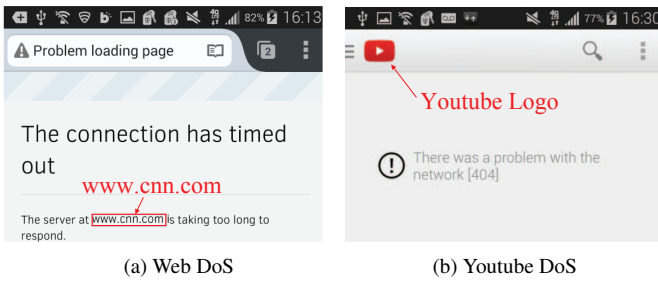 82% 16:13
Problem loading page
2
The connection has timed
out
www.cnn.com
The server at www.cnn.com is taking too long to
respond.
(a) Web DoS
77% 16:30
Youtube Logo
There was a problem with the
network [404]
(b) Youtube DoS